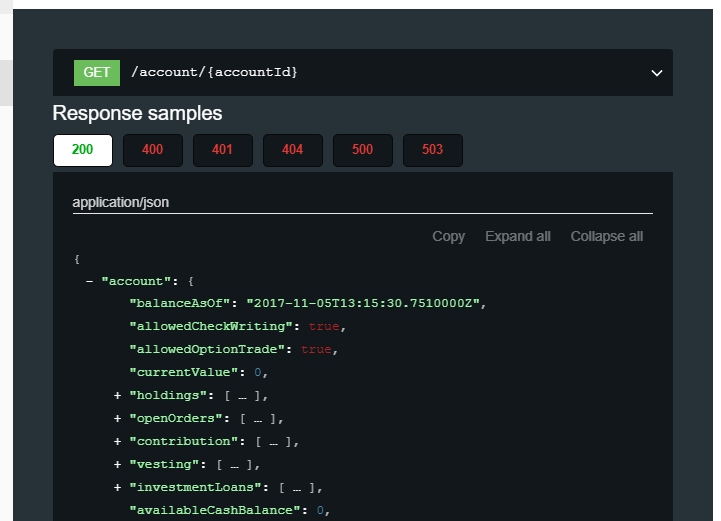 GET /account/{accountId}
Response samples
200 400 401 404 500 503
application/json
Copy Expand all Collapse all
{
– "account": {
"balanceAsOf": "2017-11-05T13:15:30.7510000Z",
"allowedCheckWriting": true,
"allowedOptionTrade": true,
"currentValue": 0,
+ "holdings": [ … ],
+ "openOrders": [ … ],
+ "contribution": [ … ],
+ "vesting": [ … ],
+ "investmentLoans": [ … ],
"availableCashBalance": 0,